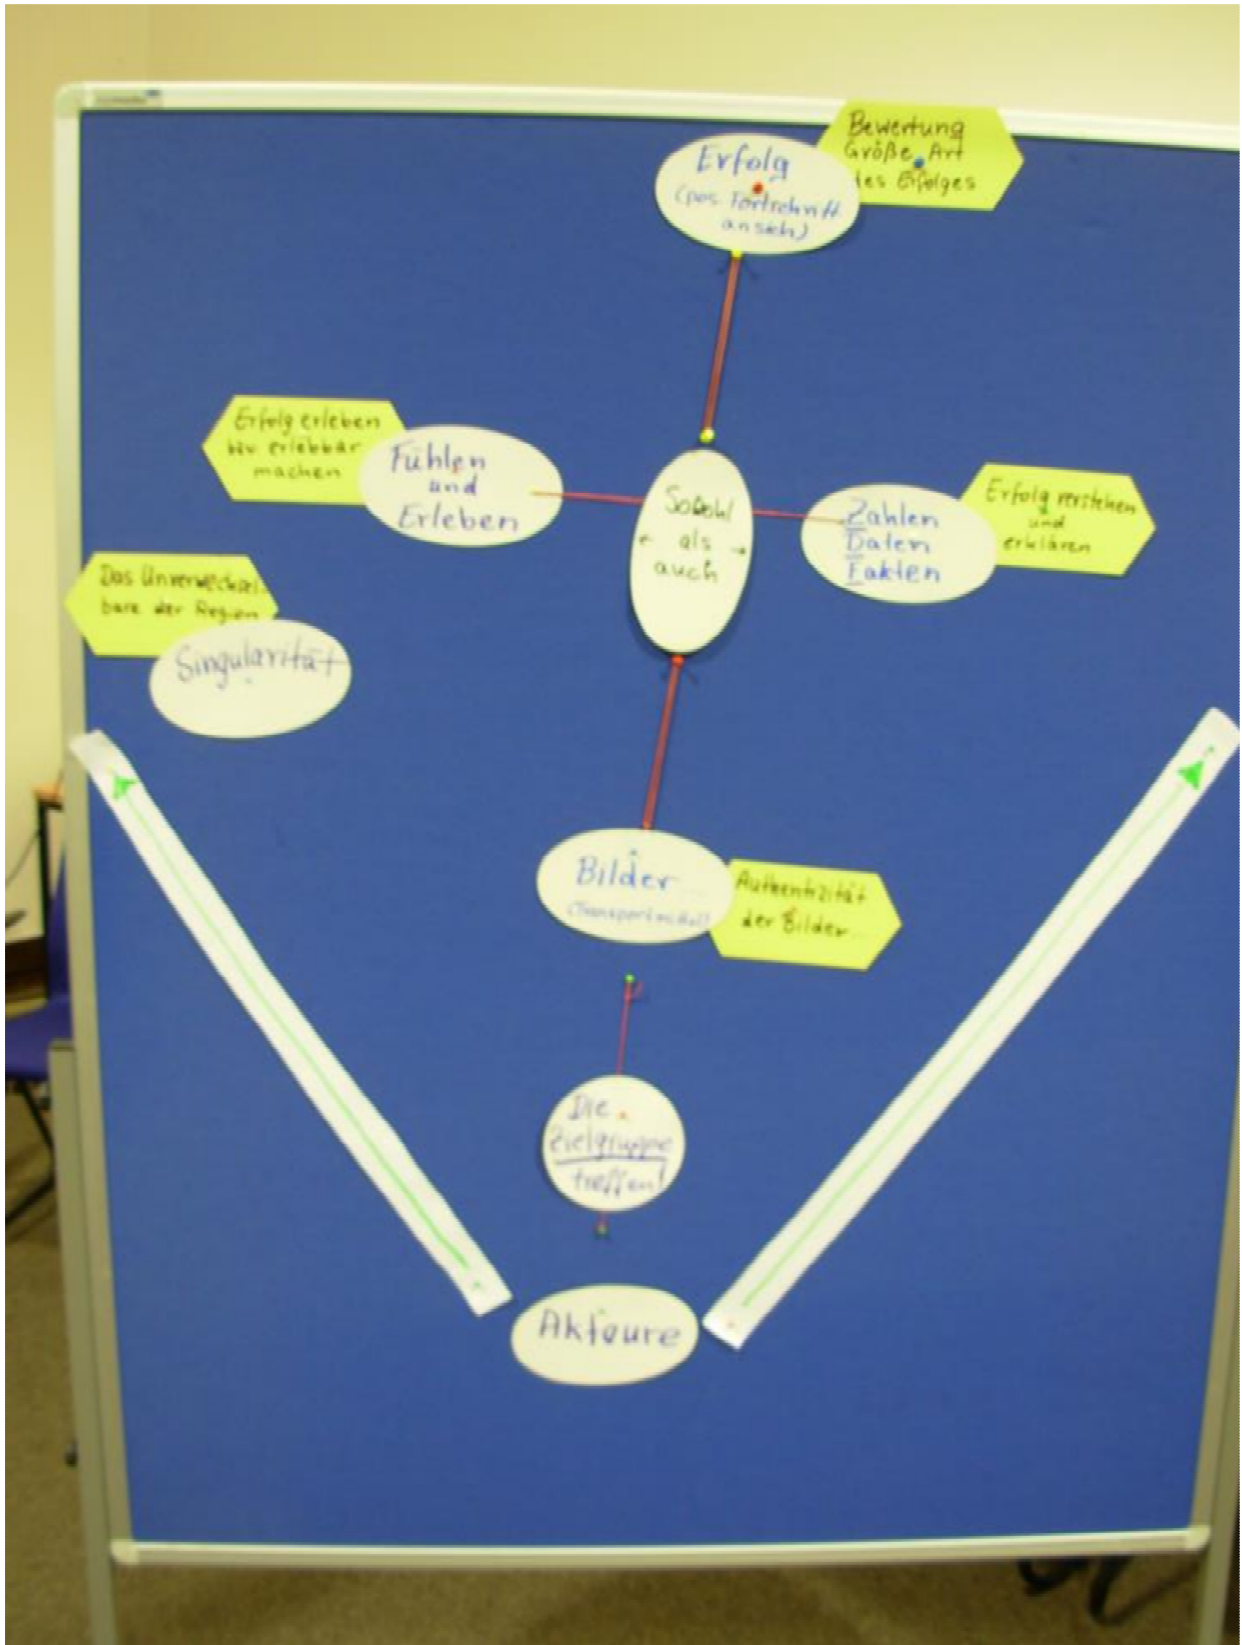 Erfolg
(pos. Fortschritt
ansich)
Bewertung
Größe, Art
des Erfolges
Erfolg erleben
bzw. erlebbar
machen
Fühlen
und
Erleben
Sowohl
als
auch
Zahlen
Daten
Fakten
Erfolg verstehen
und
erklären
Das Unverwechsel-
bare der Region
Singularität
Bilder
(Transportmittel)
Authentizität
der Bilder
Die
Zielgruppe
treffen!
Akteure